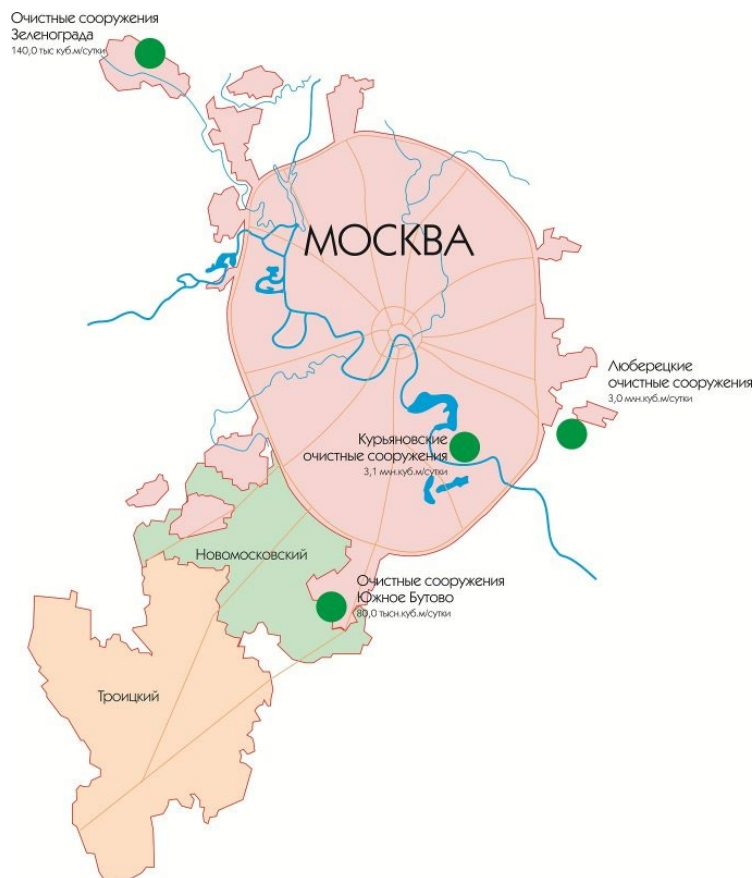 Очистные сооружения
Зеленограда
140,0 тыс куб.м/сутки
МОСКВА
Люберецкие
очистные сооружения
3,0 млн.куб.м/сутки
Курьяновские
очистные сооружения
3,1 млн.куб.м/сутки
Новомосковский
Очистные сооружения
Южное Бутово
80,0 тысн.куб.м/сутки
Троицкий